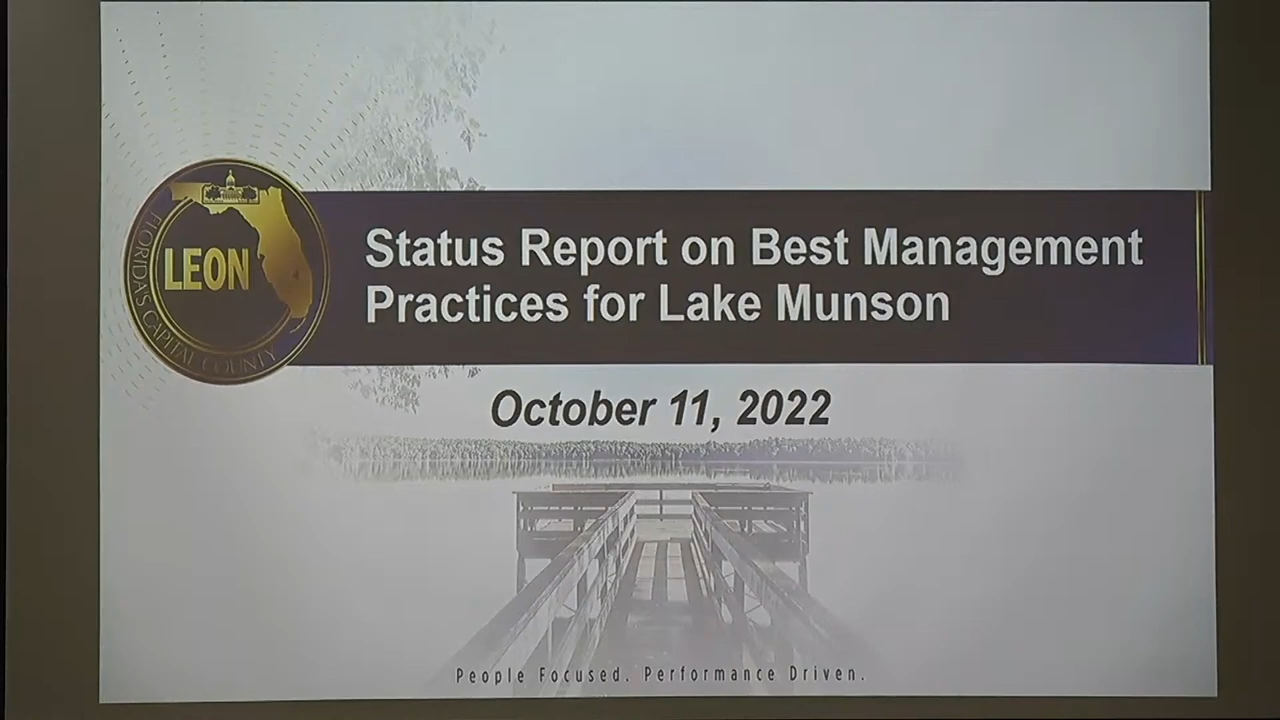 LEON
FLORIDA'S CAPITAL COUNTY
Status Report on Best Management
Practices for Lake Munson
October 11, 2022
People Focused. Performance Driven.